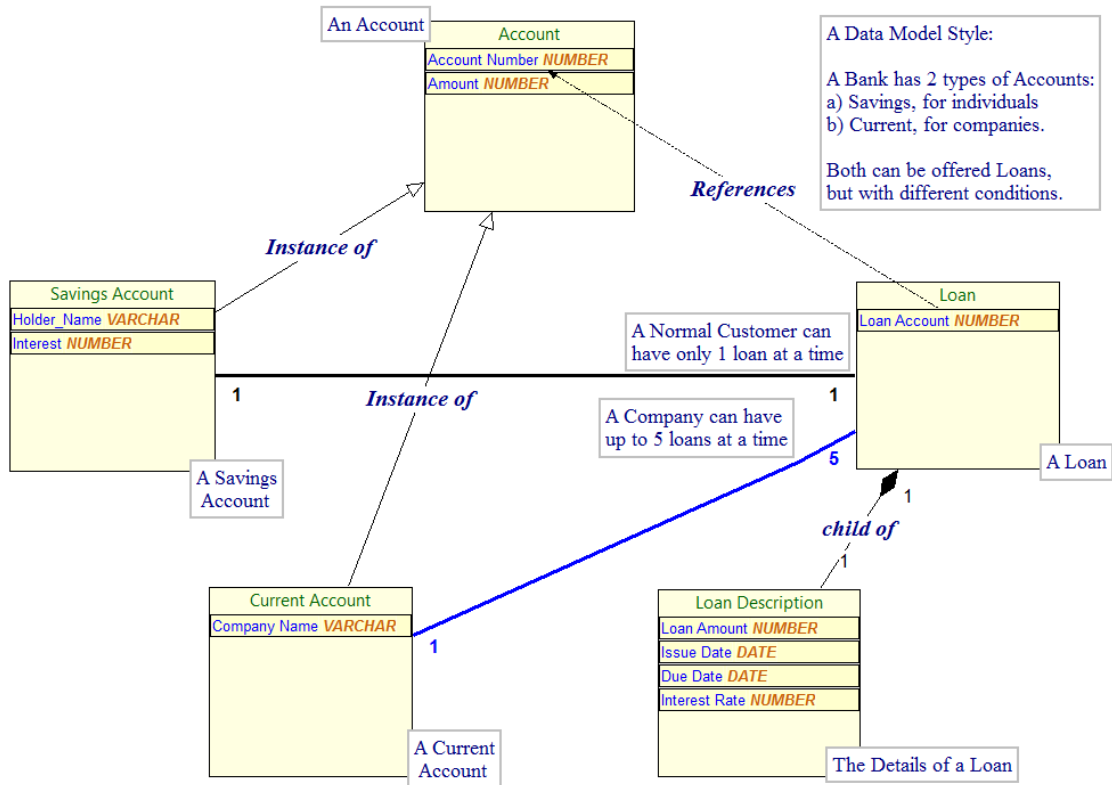 An Account
Account
Account Number NUMBER
Amount NUMBER
A Data Model Style:
A Bank has 2 types of Accounts:
a) Savings, for individuals
b) Current, for companies.
Both can be offered Loans,
but with different conditions.
References
Instance of
Savings Account
Holder_Name VARCHAR
Interest NUMBER
A Savings
Account
1
A Normal Customer can
have only 1 loan at a time
1
Loan
Loan Account NUMBER
A Loan
Instance of
A Company can have
up to 5 loans at a time
5
1
child of
1
Current Account
Company Name VARCHAR
1
A Current
Account
Loan Description
Loan Amount NUMBER
Issue Date DATE
Due Date DATE
Interest Rate NUMBER
The Details of a Loan